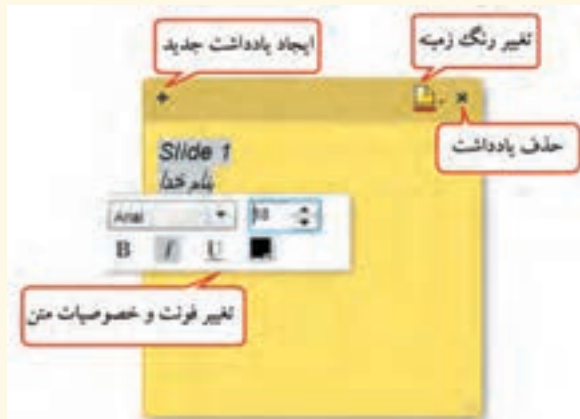 تغییر رنگ زمینه
ایجاد یادداشت جدید
حذف یادداشت
Slide 1
بنام خدا
Arial
B I U
تغییر فونت و خصوصیات متن